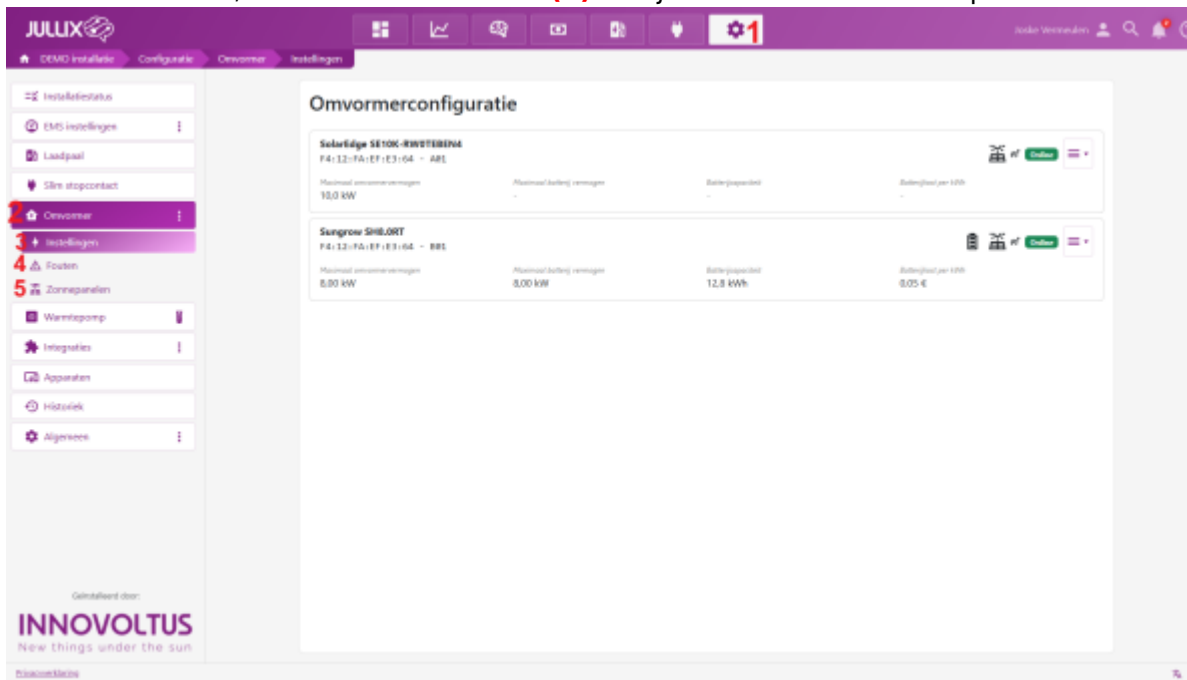 JULLIX
1
Joske Vermeulen
DEMO installatie
Configuratie
Omvormer
Instellingen
Installatiestatus
EMS instellingen
Laadpaal
Slim stopcontact
2 Omvormer
3 Instellingen
4 Fouten
5 Zonnepanelen
Warmtepomp
Integraties
Apparaten
Historiek
Algemeen
Omvormerconfiguratie
SolarEdge SE10K-RW0TEBEN4
F4:12:FA:EF:E3:64 - A01
Online
Maximaal omvormervermogen
Maximaal batterij vermogen
Batterijcapaciteit
Batterijkost per kWh
10,0 kW
-
-
-
Sungrow SH8.0RT
F4:12:FA:EF:E3:64 - B01
Online
Maximaal omvormervermogen
Maximaal batterij vermogen
Batterijcapaciteit
Batterijkost per kWh
8,00 kW
8,00 kW
12,8 kWh
0,05 €
Geïnstalleerd door:
INNOVOLTUS
New things under the sun
Privacyverklaring